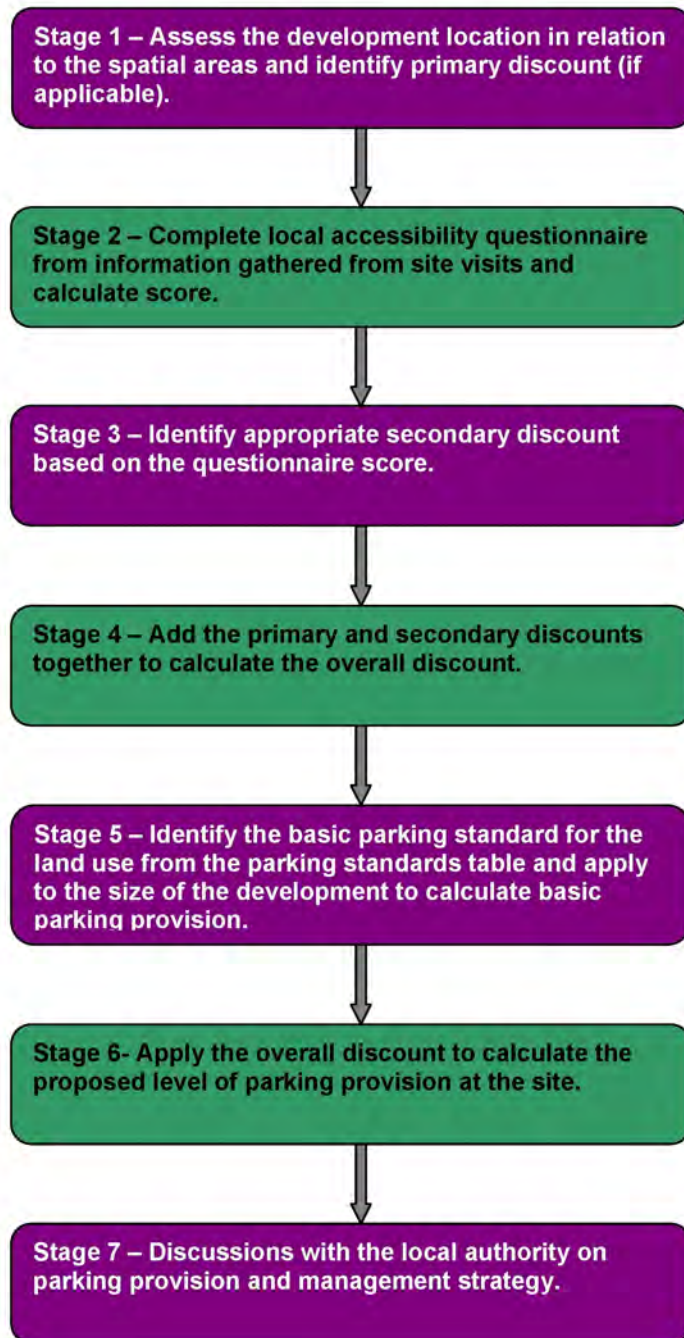 Stage 1 – Assess the development location in relation
to the spatial areas and identify primary discount (if
applicable).
Stage 2 – Complete local accessibility questionnaire
from information gathered from site visits and
calculate score.
Stage 3 – Identify appropriate secondary discount
based on the questionnaire score.
Stage 4 – Add the primary and secondary discounts
together to calculate the overall discount.
Stage 5 – Identify the basic parking standard for the
land use from the parking standards table and apply
to the size of the development to calculate basic
parking provision.
Stage 6- Apply the overall discount to calculate the
proposed level of parking provision at the site.
Stage 7 – Discussions with the local authority on
parking provision and management strategy.